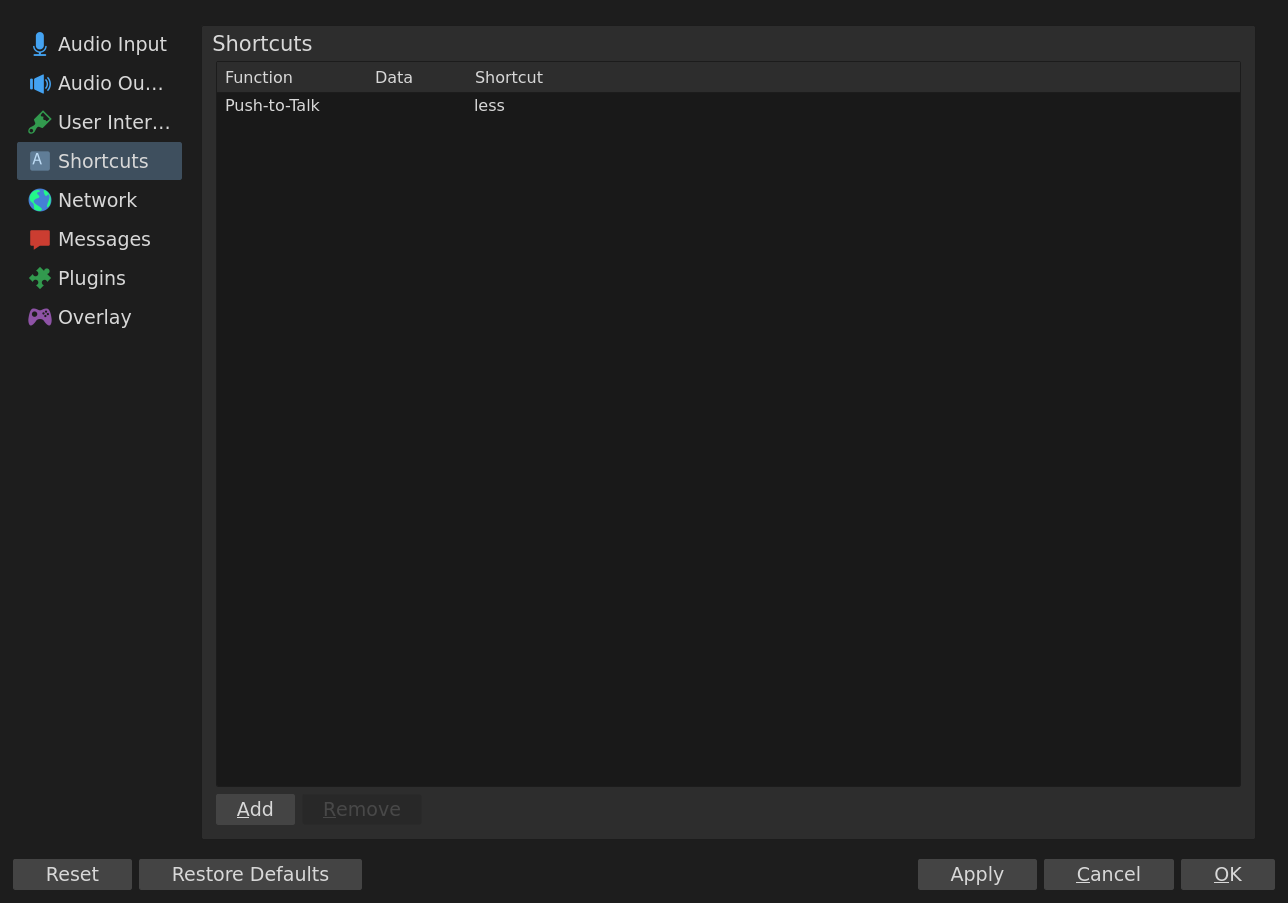 Audio Input
Audio Ou...
User Inter...
Shortcuts
Network
Messages
Plugins
Overlay
Shortcuts
Function Data Shortcut
Push-to-Talk less
Add Remove
Reset Restore Defaults Apply Cancel OK